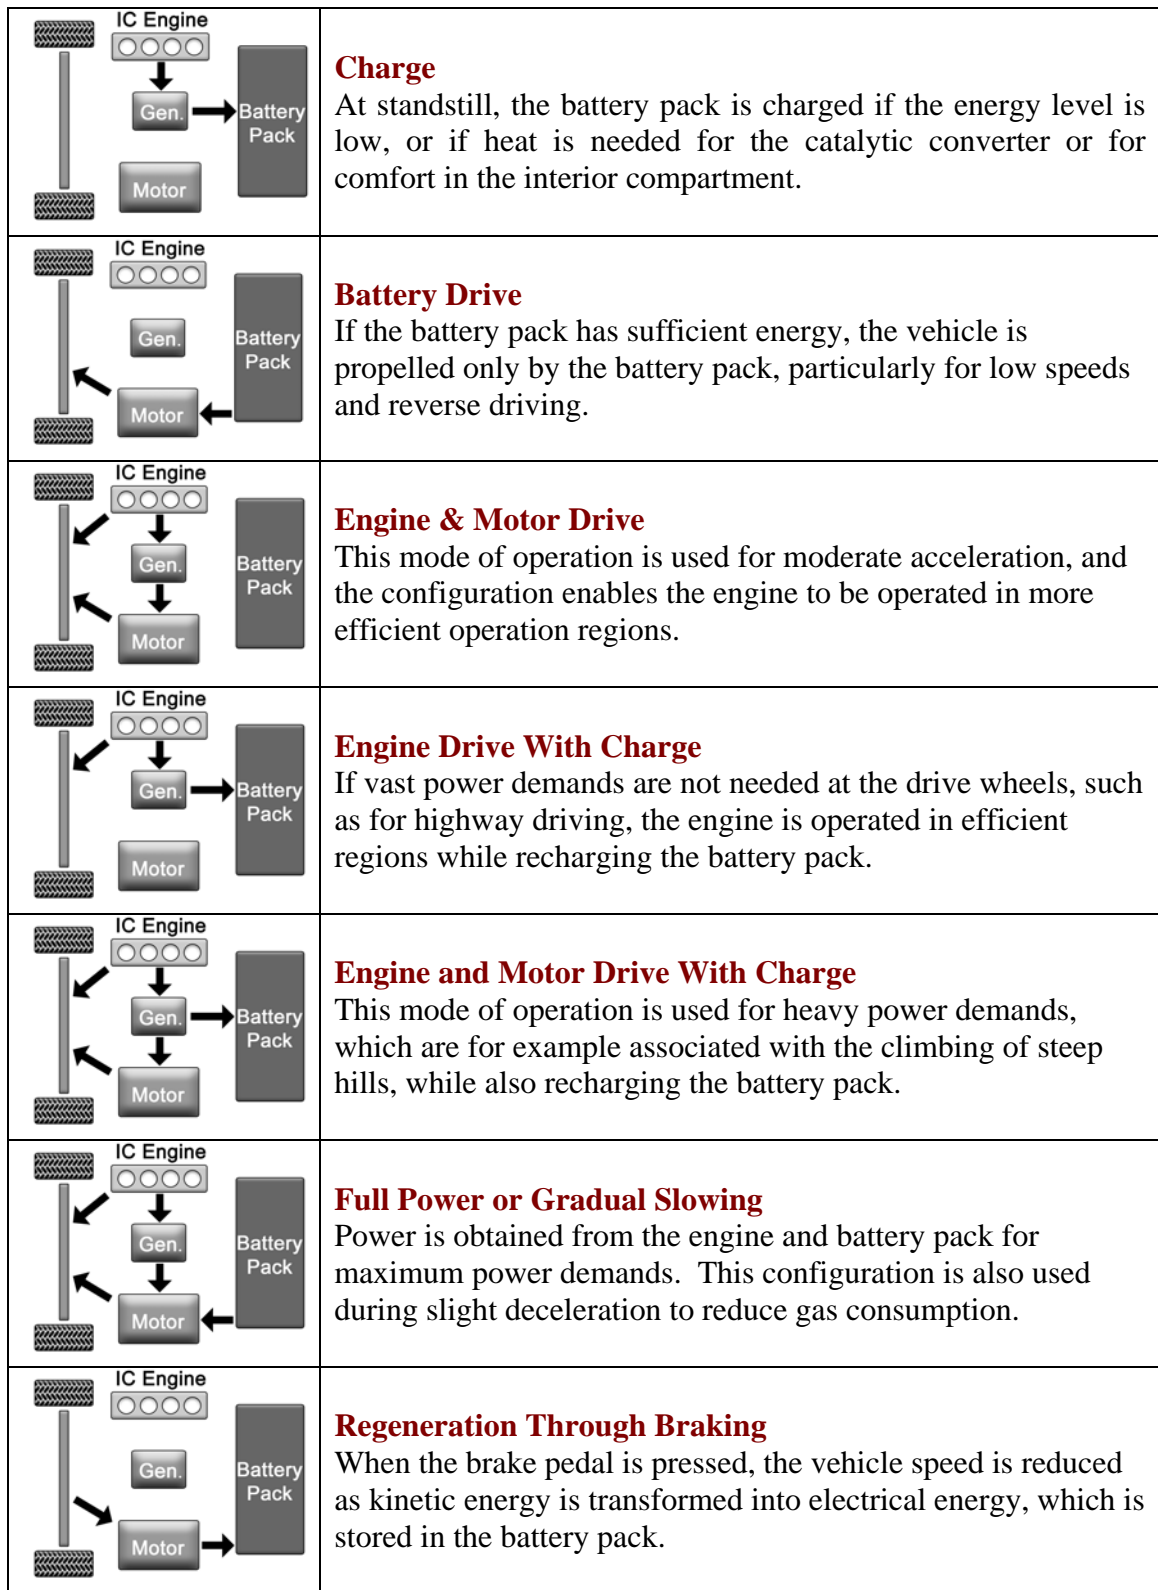 IC Engine
Gen.
Battery
Pack
Motor
Charge
At standstill, the battery pack is charged if the energy level is
low, or if heat is needed for the catalytic converter or for
comfort in the interior compartment.
IC Engine
Gen.
Battery
Pack
Motor
Battery Drive
If the battery pack has sufficient energy, the vehicle is
propelled only by the battery pack, particularly for low speeds
and reverse driving.
IC Engine
Gen.
Battery
Pack
Motor
Engine & Motor Drive
This mode of operation is used for moderate acceleration, and
the configuration enables the engine to be operated in more
efficient operation regions.
IC Engine
Gen.
Battery
Pack
Motor
Engine Drive With Charge
If vast power demands are not needed at the drive wheels, such
as for highway driving, the engine is operated in efficient
regions while recharging the battery pack.
IC Engine
Gen.
Battery
Pack
Motor
Engine and Motor Drive With Charge
This mode of operation is used for heavy power demands,
which are for example associated with the climbing of steep
hills, while also recharging the battery pack.
IC Engine
Gen.
Battery
Pack
Motor
Full Power or Gradual Slowing
Power is obtained from the engine and battery pack for
maximum power demands.  This configuration is also used
during slight deceleration to reduce gas consumption.
IC Engine
Gen.
Battery
Pack
Motor
Regeneration Through Braking
When the brake pedal is pressed, the vehicle speed is reduced
as kinetic energy is transformed into electrical energy, which is
stored in the battery pack.